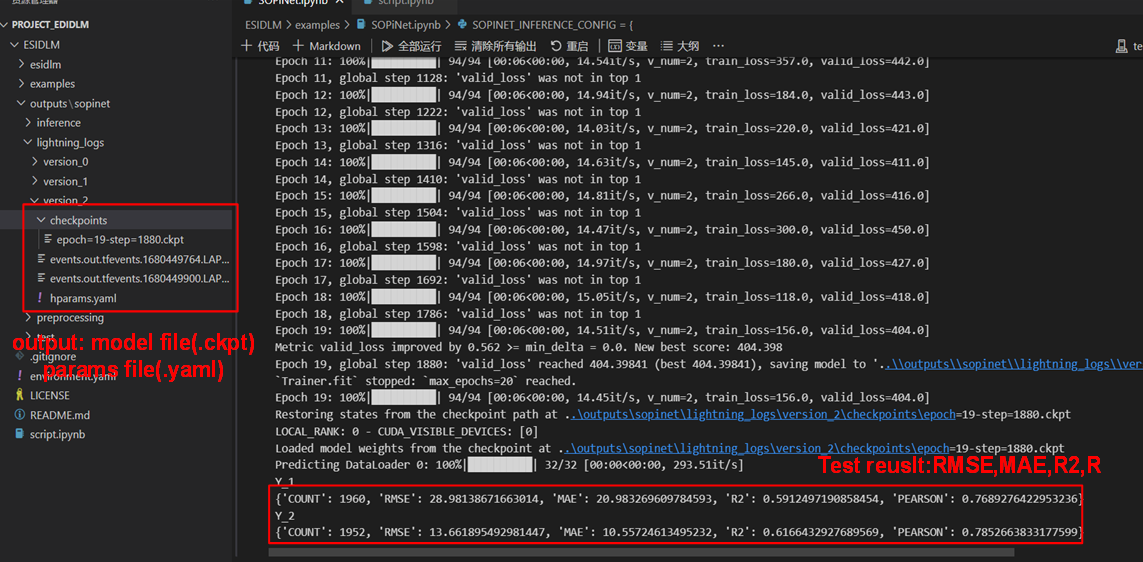 资源管理器
SOPiNet.ipynb
script.ipynb
PROJECT_EDIDLM
ESIDLM
esidlm
examples
outputs\sopinet
inference
lightning_logs
version_0
version_1
version_2
checkpoints
epoch=19-step=1880.ckpt
events.out.tfevents.1680449764.LAP...
events.out.tfevents.1680449900.LAP...
hparams.yaml
preprocessing
test
output: model file(.ckpt)
params file(.yaml)
.gitignore
environment.yaml
LICENSE
README.md
script.ipynb
ESIDLM > examples > SOPiNet.ipynb > SOPINET_INFERENCE_CONFIG = {
+ 代码 + Markdown | 全部运行 清除所有输出 重启 | 变量 大纲 ···
te
Epoch 11: 100%| | 94/94 [00:06<00:00, 14.54it/s, v_num=2, train_loss=357.0, valid_loss=442.0]
Epoch 11, global step 1128: 'valid_loss' was not in top 1
Epoch 12: 100%| | 94/94 [00:06<00:00, 14.94it/s, v_num=2, train_loss=184.0, valid_loss=443.0]
Epoch 12, global step 1222: 'valid_loss' was not in top 1
Epoch 13: 100%| | 94/94 [00:06<00:00, 14.03it/s, v_num=2, train_loss=220.0, valid_loss=421.0]
Epoch 13, global step 1316: 'valid_loss' was not in top 1
Epoch 14: 100%| | 94/94 [00:06<00:00, 14.63it/s, v_num=2, train_loss=145.0, valid_loss=411.0]
Epoch 14, global step 1410: 'valid_loss' was not in top 1
Epoch 15: 100%| | 94/94 [00:06<00:00, 14.81it/s, v_num=2, train_loss=266.0, valid_loss=416.0]
Epoch 15, global step 1504: 'valid_loss' was not in top 1
Epoch 16: 100%| | 94/94 [00:06<00:00, 14.47it/s, v_num=2, train_loss=300.0, valid_loss=450.0]
Epoch 16, global step 1598: 'valid_loss' was not in top 1
Epoch 17: 100%| | 94/94 [00:06<00:00, 14.97it/s, v_num=2, train_loss=180.0, valid_loss=427.0]
Epoch 17, global step 1692: 'valid_loss' was not in top 1
Epoch 18: 100%| | 94/94 [00:06<00:00, 15.05it/s, v_num=2, train_loss=118.0, valid_loss=418.0]
Epoch 18, global step 1786: 'valid_loss' was not in top 1
Epoch 19: 100%| | 94/94 [00:06<00:00, 14.51it/s, v_num=2, train_loss=156.0, valid_loss=404.0]
Metric valid_loss improved by 0.562 >= min_delta = 0.0. New best score: 404.398
Epoch 19, global step 1880: 'valid_loss' reached 404.39841 (best 404.39841), saving model to '..\\outputs\\sopinet\\lightning_logs\\vers
`Trainer.fit` stopped: `max_epochs=20` reached.
Epoch 19: 100%| | 94/94 [00:06<00:00, 14.45it/s, v_num=2, train_loss=156.0, valid_loss=404.0]
Restoring states from the checkpoint path at ..\outputs\sopinet\lightning_logs\version_2\checkpoints\epoch=19-step=1880.ckpt
LOCAL_RANK: 0 - CUDA_VISIBLE_DEVICES: [0]
Loaded model weights from the checkpoint at ..\outputs\sopinet\lightning_logs\version_2\checkpoints\epoch=19-step=1880.ckpt
Predicting DataLoader 0: 100%| | 32/32 [00:00<00:00, 293.51it/s]
Test reuslt:RMSE,MAE,R2,R
Y_1
{'COUNT': 1960, 'RMSE': 28.98138671663014, 'MAE': 20.983269609784593, 'R2': 0.5912497190858454, 'PEARSON': 0.7689276422953236}
Y_2
{'COUNT': 1952, 'RMSE': 13.661895492981447, 'MAE': 10.55724613495232, 'R2': 0.6166432927689569, 'PEARSON': 0.7852663833177599}